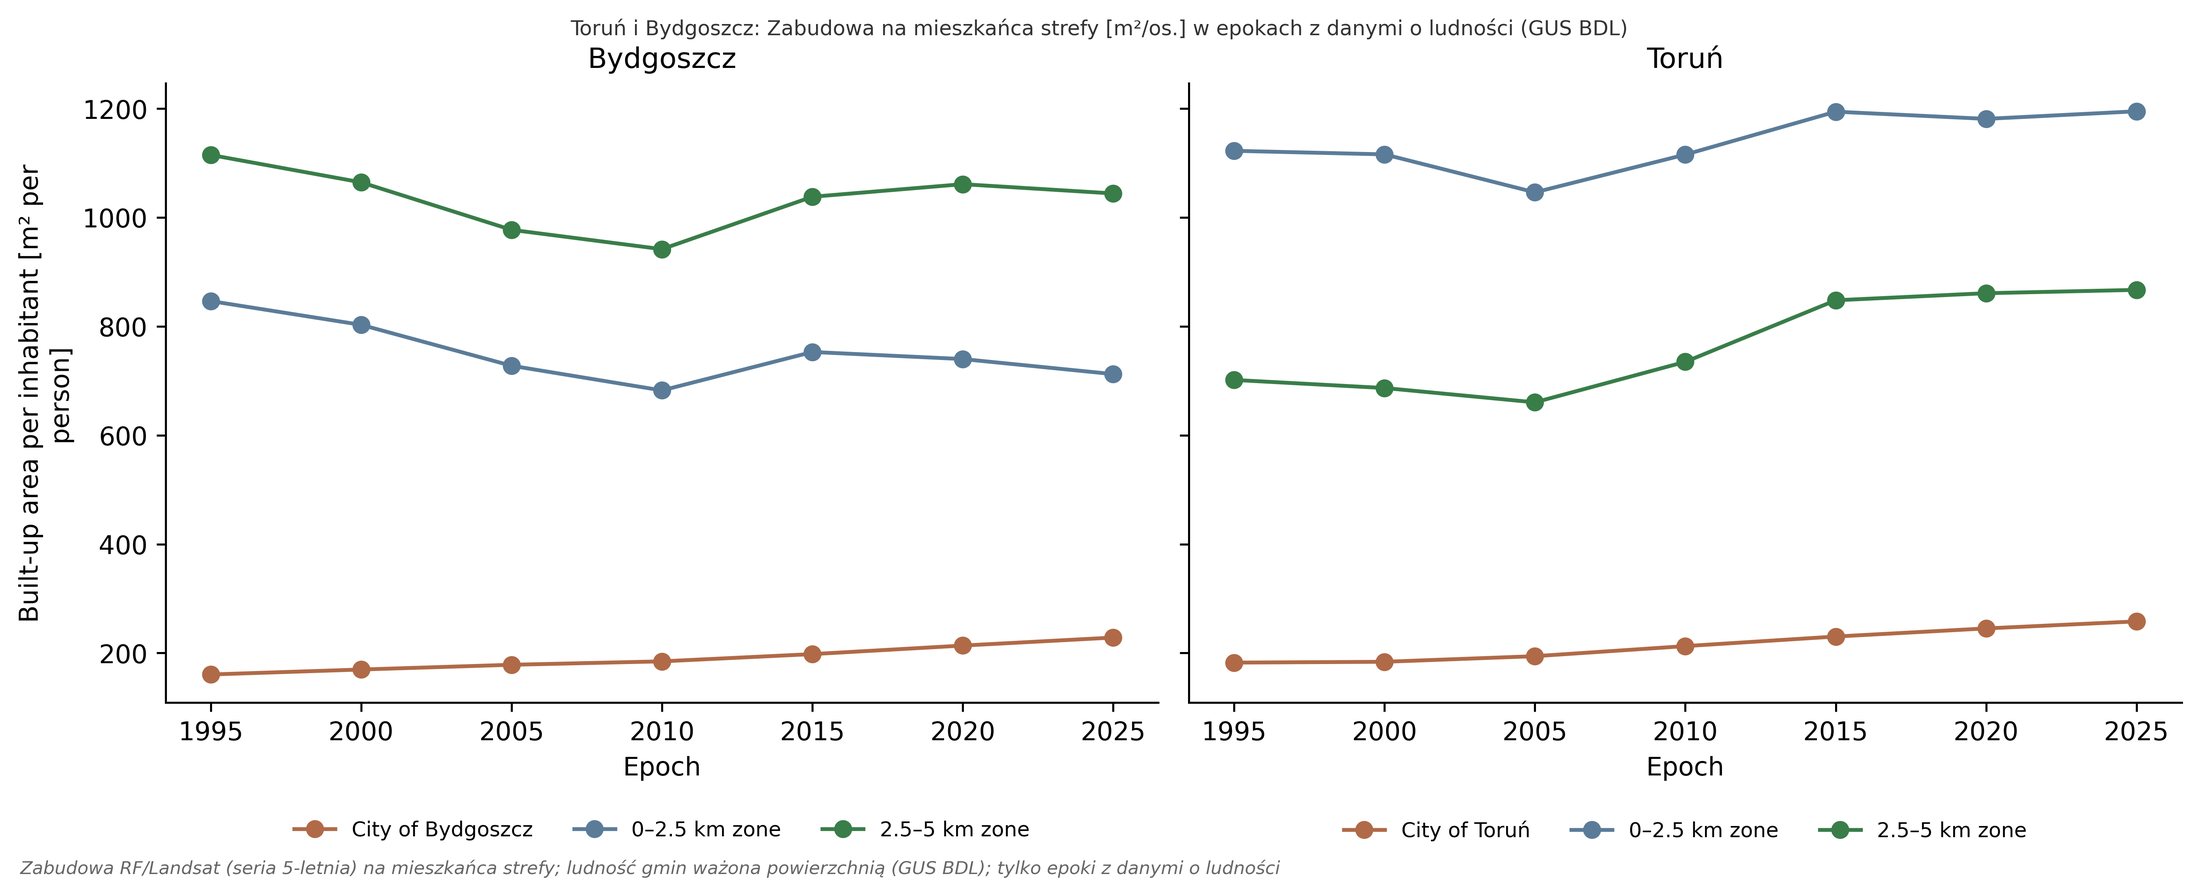 Toruń i Bydgoszcz: Zabudowa na mieszkańca strefy [m²/os.] w epokach z danymi o ludności (GUS BDL)
Bydgoszcz
Toruń
Built-up area per inhabitant [m² per
person]
1200
1000
800
600
400
200
1995 2000 2005 2010 2015 2020 2025
Epoch
1995 2000 2005 2010 2015 2020 2025
Epoch
City of Bydgoszcz 0–2.5 km zone 2.5–5 km zone
City of Toruń 0–2.5 km zone 2.5–5 km zone
Zabudowa RF/Landsat (seria 5-letnia) na mieszkańca strefy; ludność gmin ważona powierzchnią (GUS BDL); tylko epoki z danymi o ludności